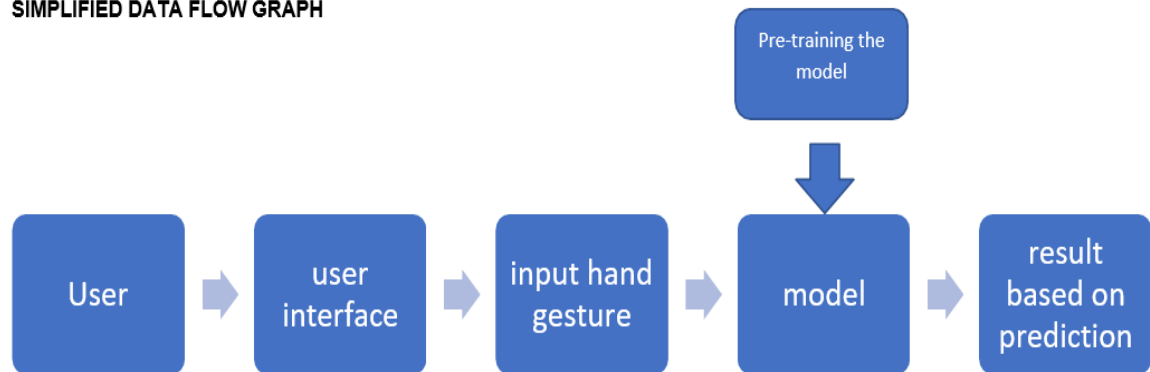 SIMPLIFIED DATA FLOW GRAPH
Pre-training the
model
User
user
interface
input hand
gesture
model
result
based on
prediction